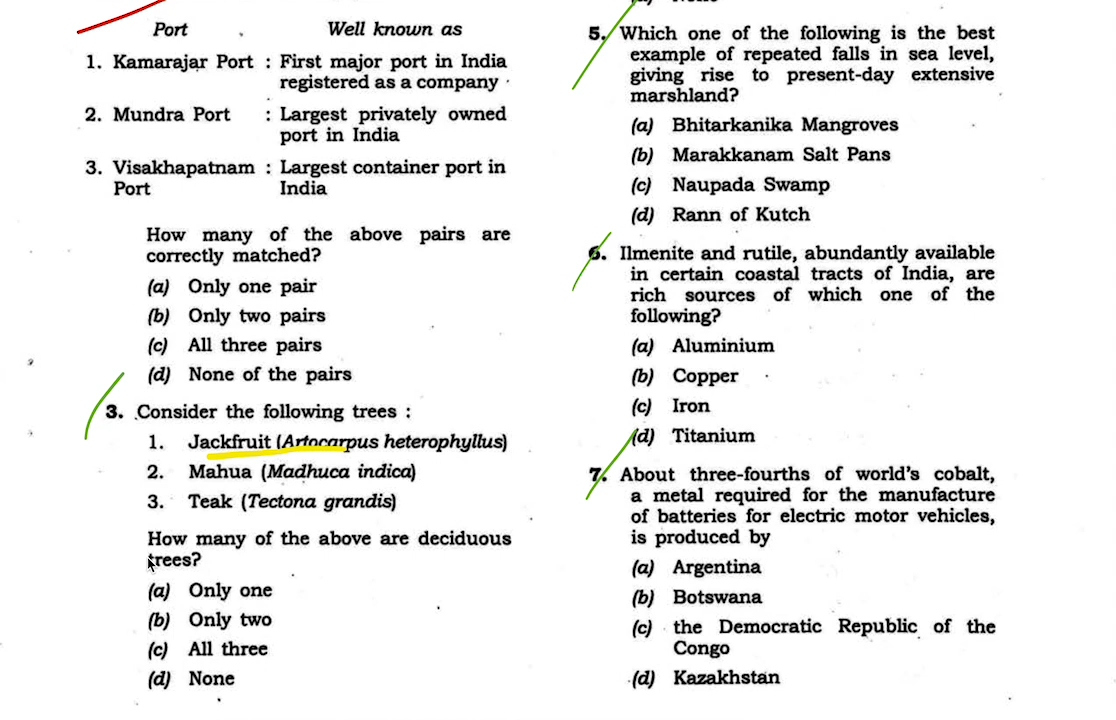 Port Well known as
1. Kamarajar Port : First major port in India
registered as a company
2. Mundra Port : Largest privately owned
port in India
3. Visakhapatnam : Largest container port in
Port India
How many of the above pairs are
correctly matched?
(a) Only one pair
(b) Only two pairs
(c) All three pairs
(d) None of the pairs
3. Consider the following trees :
1. Jackfruit (Artocarpus heterophyllus)
2. Mahua (Madhuca indica)
3. Teak (Tectona grandis)
How many of the above are deciduous
trees?
(a) Only one
(b) Only two
(c) All three
(d) None
5. Which one of the following is the best
example of repeated falls in sea level,
giving rise to present-day extensive
marshland?
(a) Bhitarkanika Mangroves
(b) Marakkanam Salt Pans
(c) Naupada Swamp
(d) Rann of Kutch
6. Ilmenite and rutile, abundantly available
in certain coastal tracts of India, are
rich sources of which one of the
following?
(a) Aluminium
(b) Copper
(c) Iron
(d) Titanium
7. About three-fourths of world's cobalt,
a metal required for the manufacture
of batteries for electric motor vehicles,
is produced by
(a) Argentina
(b) Botswana
(c) the Democratic Republic of the
Congo
(d) Kazakhstan